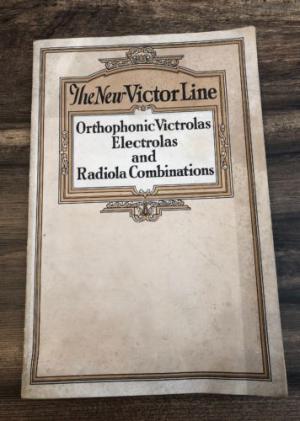 The New Victor Line
Orthophonic Victrolas
Electrolas
and
Radiola Combinations